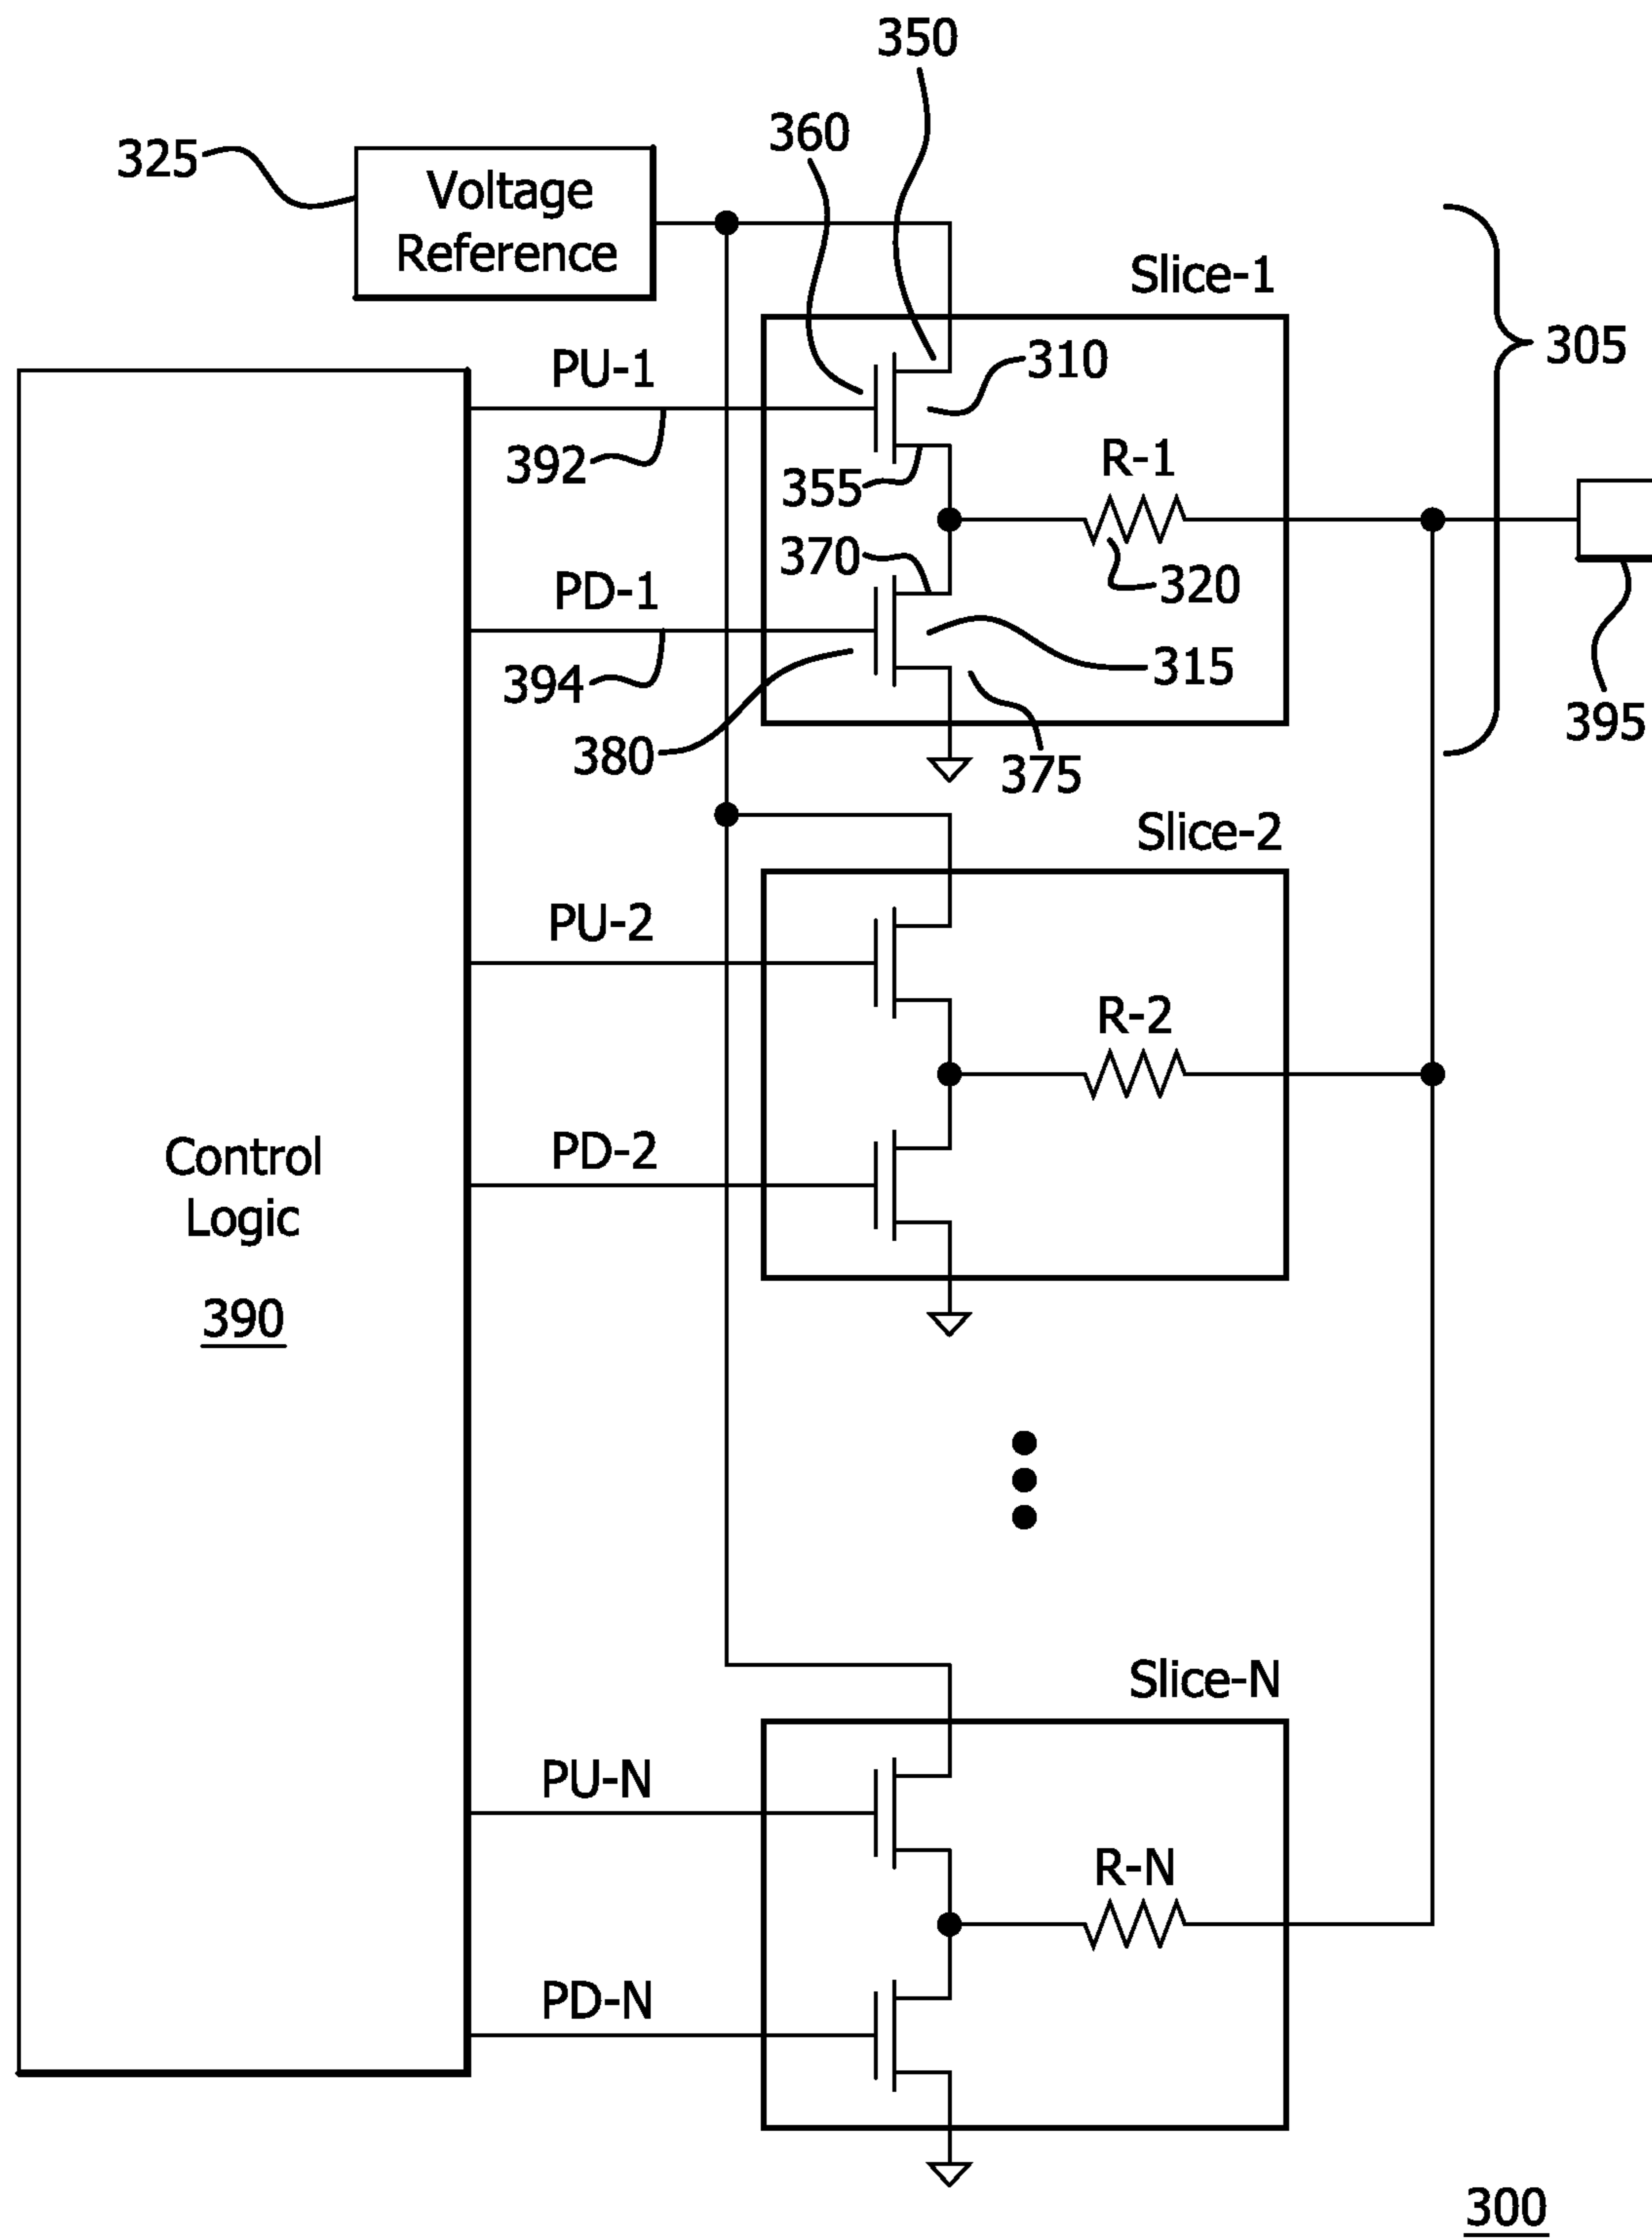 350
360
325
Voltage
Reference
Slice-1
305
PU-1
310
392
355
R-1
370
320
PD-1
394
315
380
375
395
Slice-2
PU-2
R-2
PD-2
Control
Logic
390
Slice-N
PU-N
R-N
PD-N
300